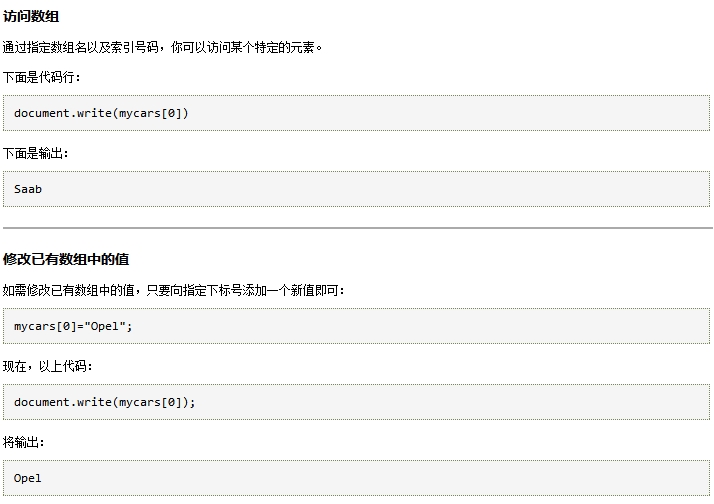 访问数组
通过指定数组名以及索引号码，你可以访问某个特定的元素。
下面是代码行：
document.write(mycars[0])
下面是输出：
Saab
修改已有数组中的值
如需修改已有数组中的值，只要向指定下标号添加一个新值即可：
mycars[0]="Opel";
现在，以上代码：
document.write(mycars[0]);
将输出：
Opel